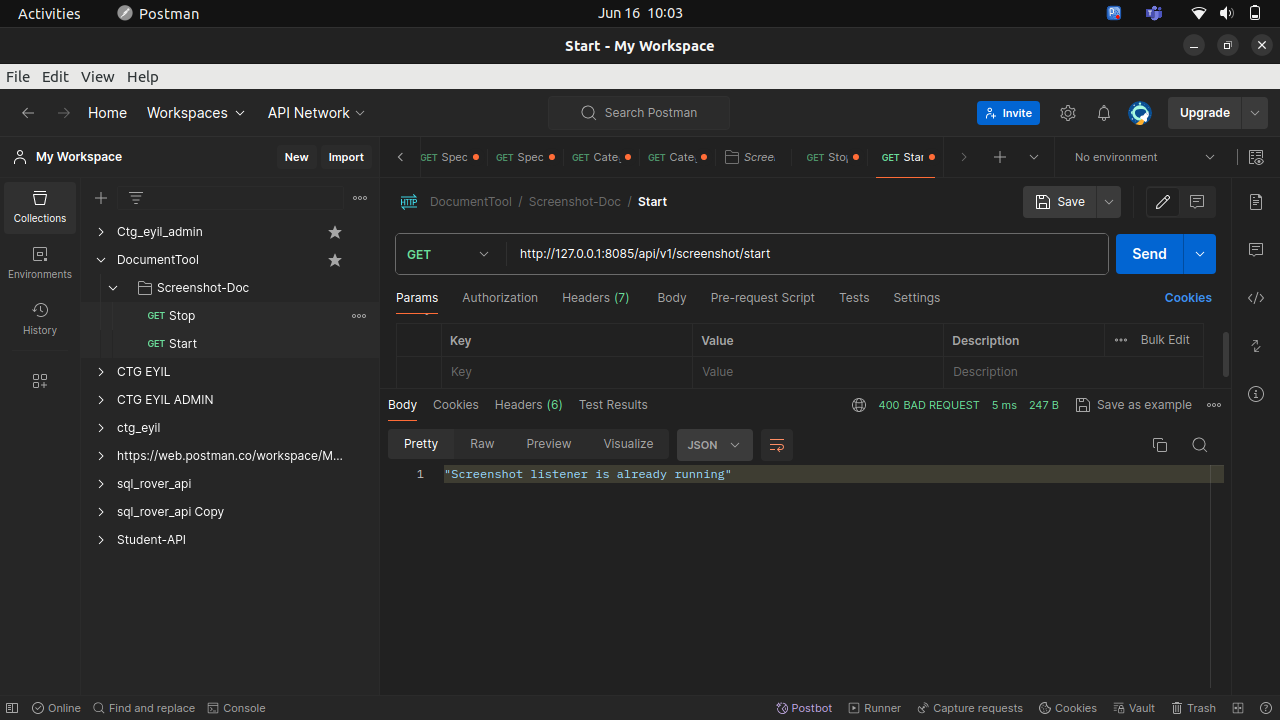 Activities Postman Jun 16 10:03
Start - My Workspace
File Edit View Help
Home Workspaces API Network Search Postman Invite Upgrade
My Workspace New Import
GET Spec GET Spec GET Cate GET Cate Scree GET Sto GET Star No environment
Collections
Environments
History
Ctg_eyil_admin
DocumentTool
Screenshot-Doc
GET Stop
GET Start
CTG EYIL
CTG EYIL ADMIN
ctg_eyil
https://web.postman.co/workspace/M...
sql_rover_api
sql_rover_api Copy
Student-API
HTTP DocumentTool / Screenshot-Doc / Start Save
GET http://127.0.0.1:8085/api/v1/screenshot/start Send
Params Authorization Headers (7) Body Pre-request Script Tests Settings Cookies
Key Value Description Bulk Edit
Key Value Description
Body Cookies Headers (6) Test Results 400 BAD REQUEST 5 ms 247 B Save as example
Pretty Raw Preview Visualize JSON
1 "Screenshot listener is already running"
Online Find and replace Console Postbot Runner Capture requests Cookies Vault Trash